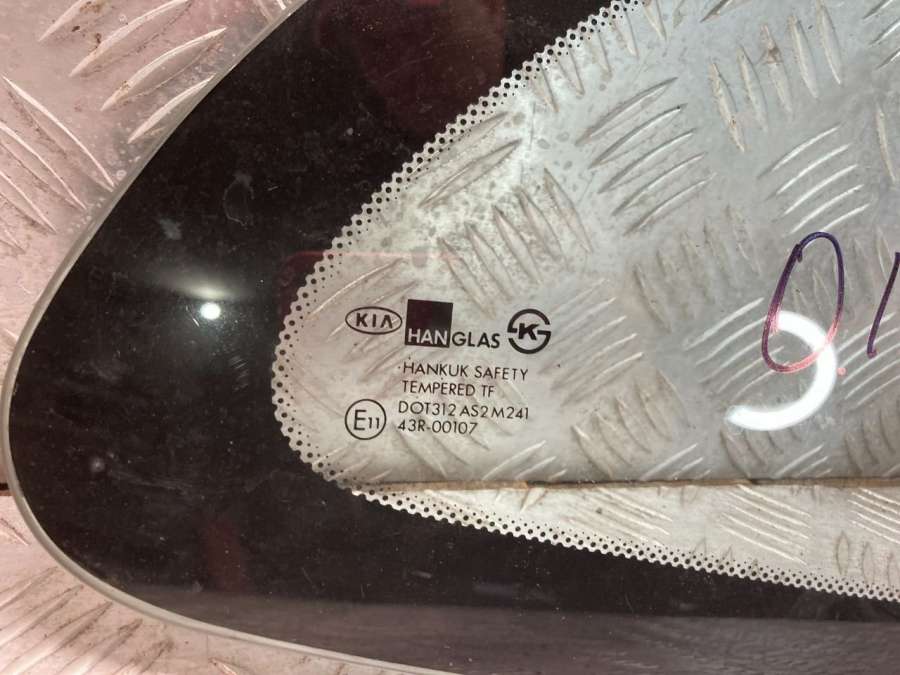 KIA HANGLAS K
HANKUK SAFETY
TEMPERED TF
DOT312 AS2 M241
E11 43R-00107